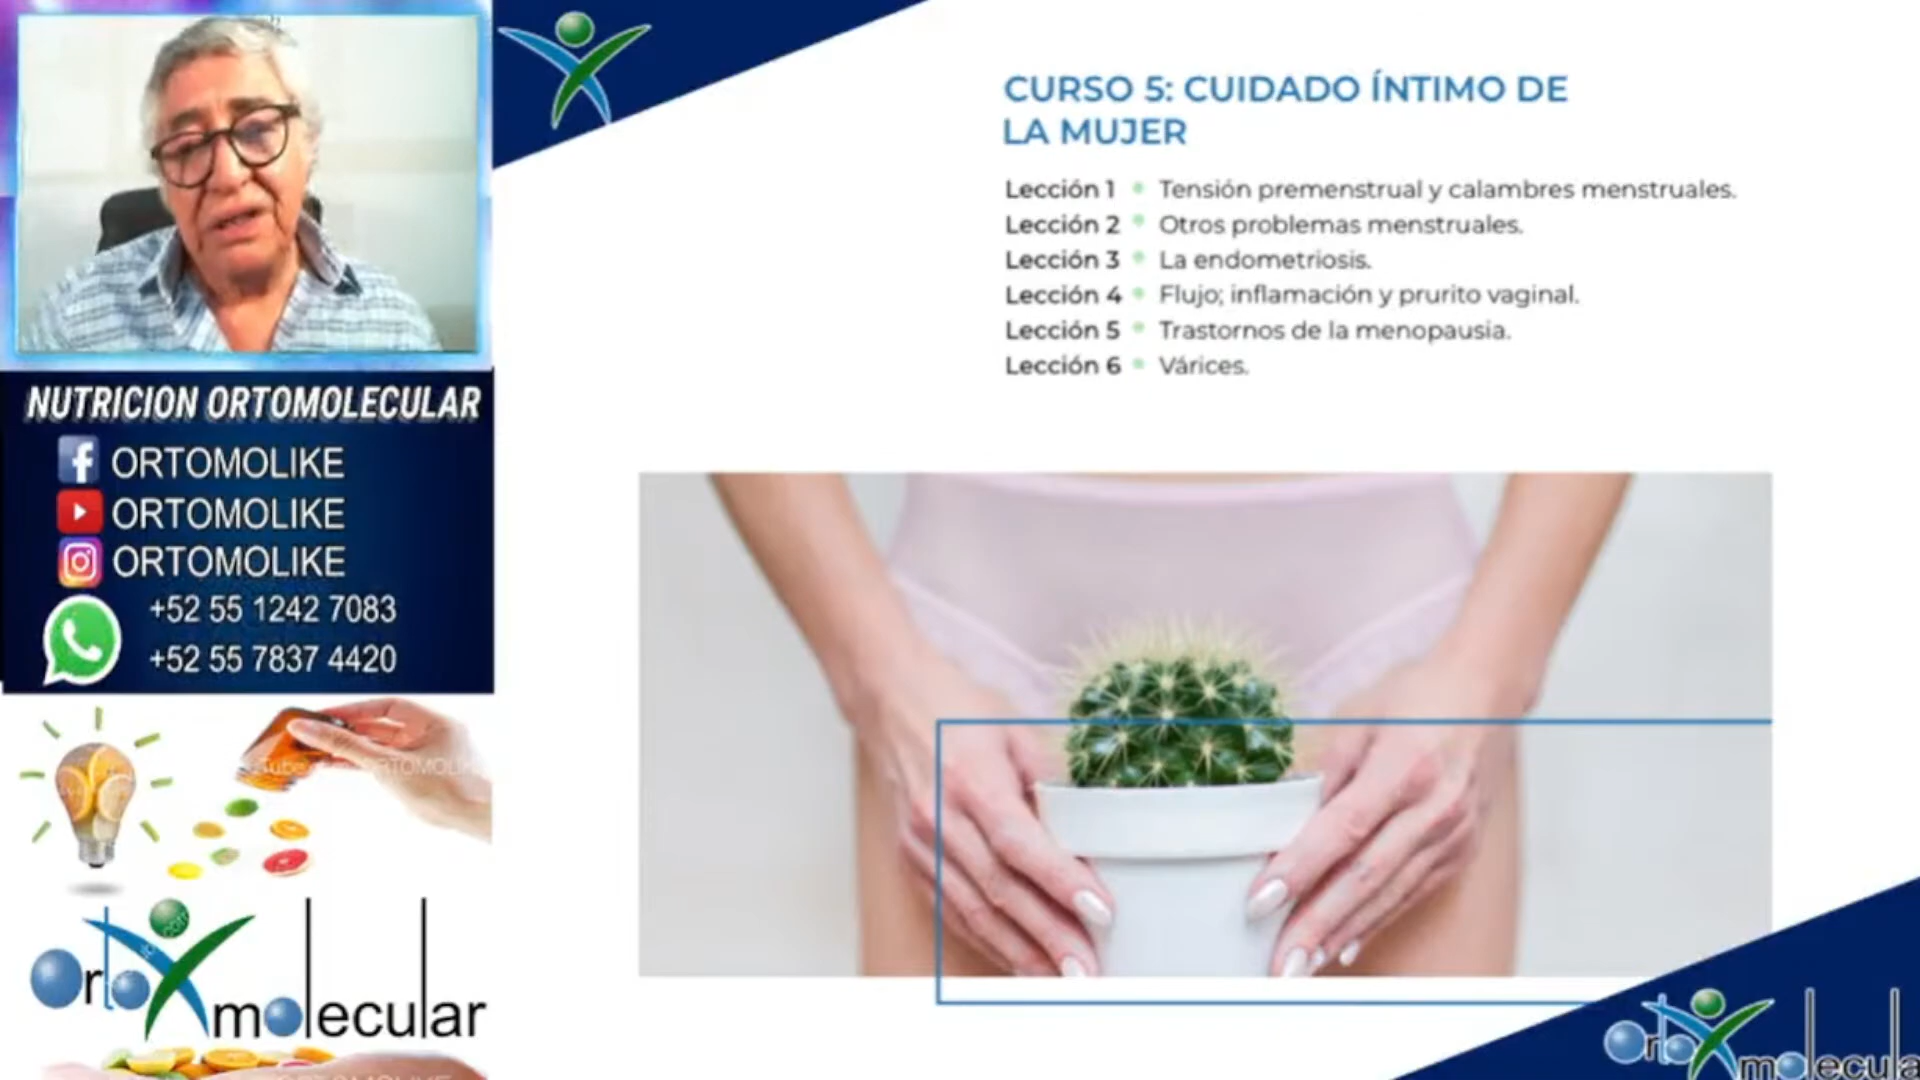 NUTRICION ORTOMOLECULAR
ORTOMOLIKE
ORTOMOLIKE
ORTOMOLIKE
+52 55 1242 7083
+52 55 7837 4420
Ortomolecular
ORTOMOLIKE
CURSO 5: CUIDADO ÍNTIMO DE
LA MUJER
Lección 1 • Tensión premenstrual y calambres menstruales.
Lección 2 • Otros problemas menstruales.
Lección 3 • La endometriosis.
Lección 4 • Flujo; inflamación y prurito vaginal.
Lección 5 • Trastornos de la menopausia.
Lección 6 • Várices.